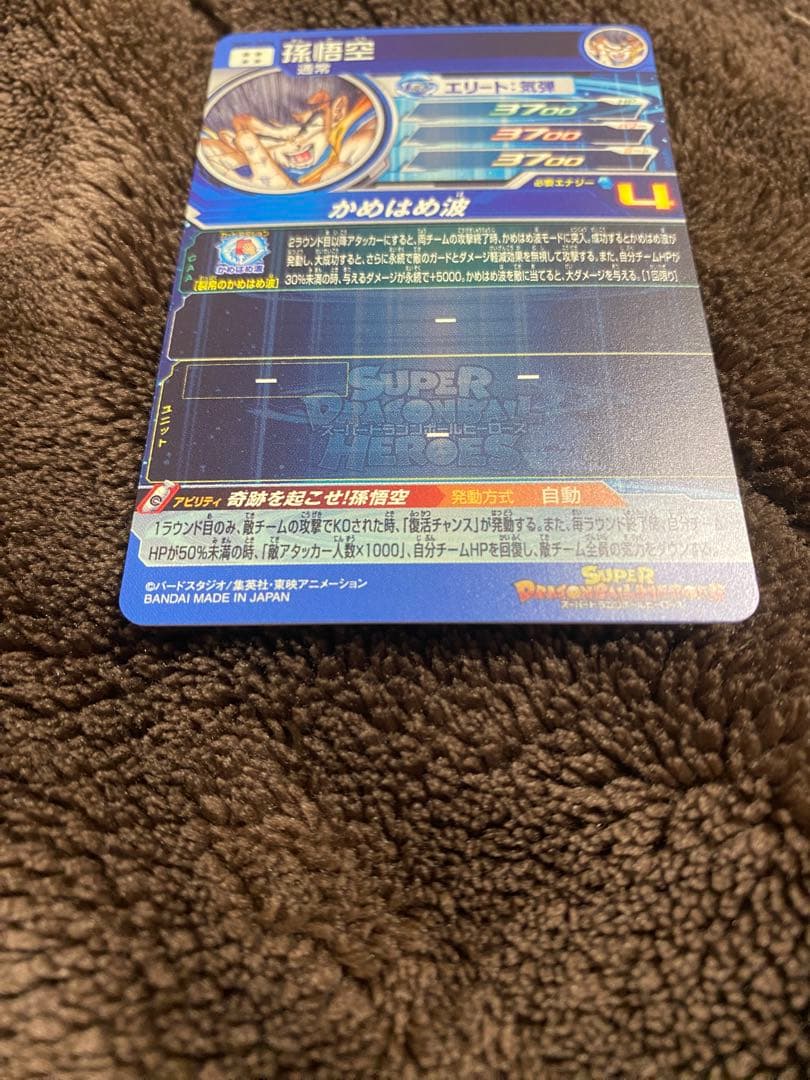 孫悟空
通常
エリート:気弾
3700
3700
3700
必要エナジー
4
かめはめ波
かめはめ波
[裂帛のかめはめ波]
2ラウンド目以降アタッカーにすると、両チームの攻撃終了時、かめはめ波モードに突入。成功するとかめはめ波が
発動し、大成功すると、さらに永続で敵のガードとダメージ軽減効果を無視して攻撃する。また、自分チームHPが
30%未満の時、与えるダメージが永続で+5000。かめはめ波を敵に当てると、大ダメージを与える。[1回限り]
CAA
ー
ー
ー
ー
ユニット
SUPER
DRAGONBALL
スーパードラゴンボールヒーローズ
HEROES
アビリティ 奇跡を起こせ!孫悟空 発動方式 自動
1ラウンド目のみ、敵チームの攻撃でKOされた時、「復活チャンス」が発動する。また、毎ラウンド終了時、自分チー
HPが50%未満の時、「敵アタッカー人数×1000」、自分チームHPを回復し、敵チーム全員の気力をダウン
©バードスタジオ/集英社・東映アニメーション
BANDAI MADE IN JAPAN
SUPER
DRAGONBALL HEROES
スーパードラゴンボールヒーローズ